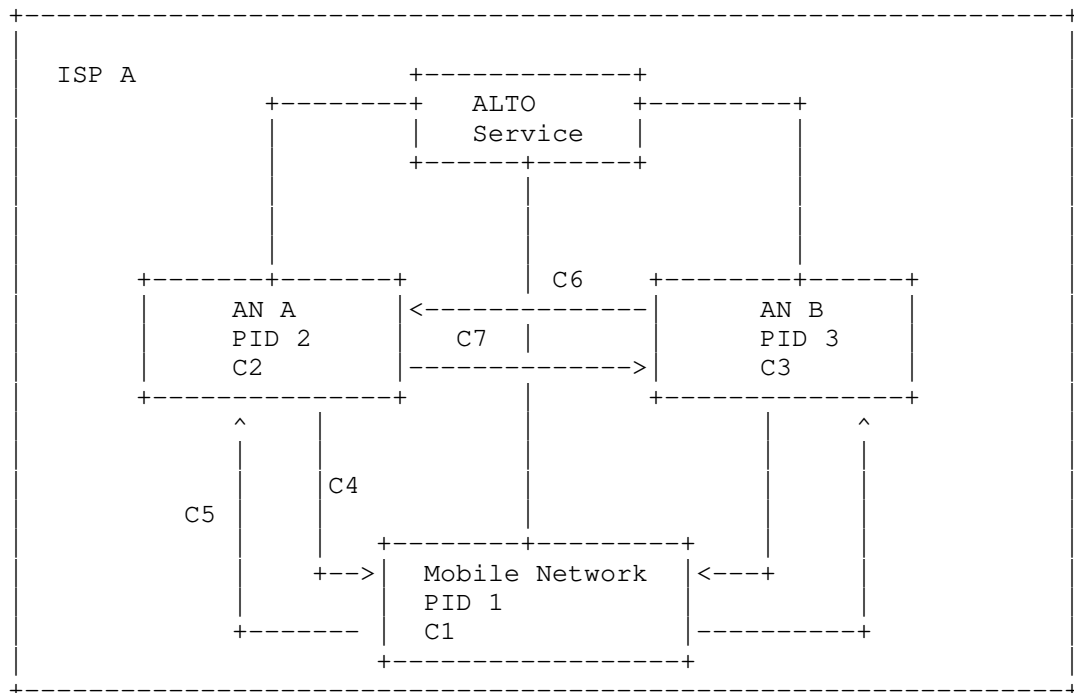 ISP A
ALTO
Service
C6
AN A
AN B
PID 2
C7
PID 3
C2
C3
C4
C5
Mobile Network
PID 1
C1